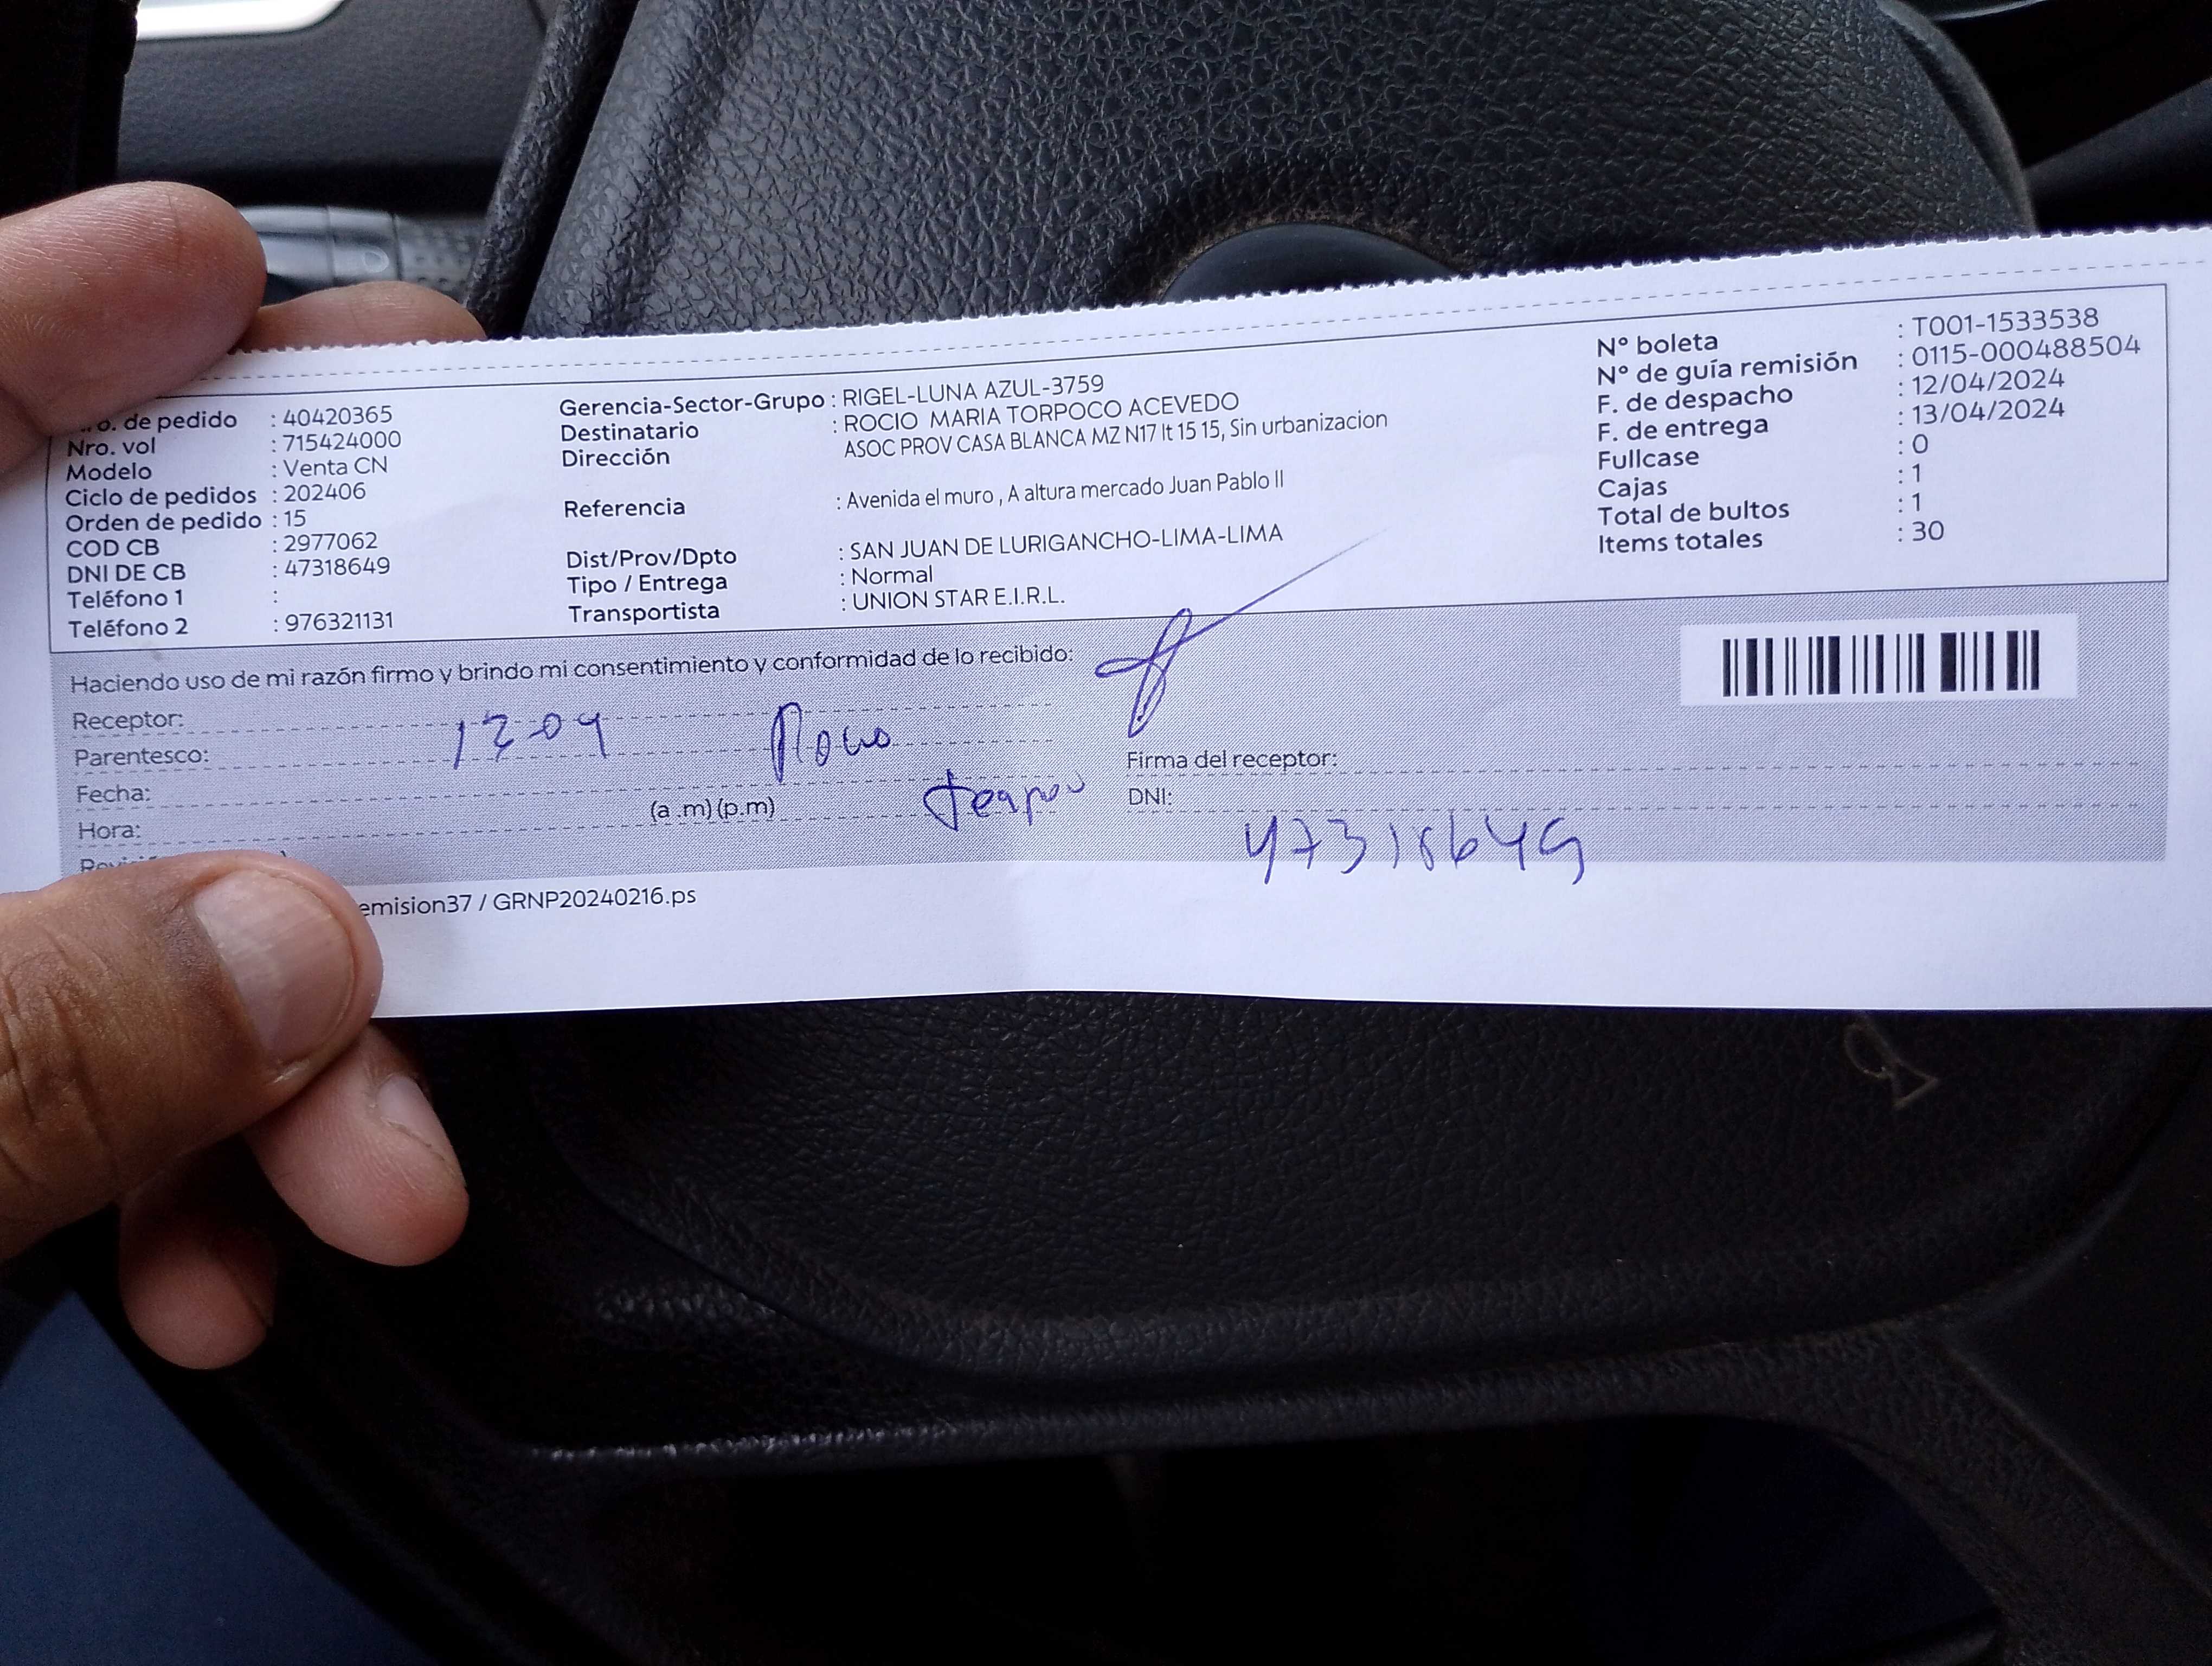 o. de pedido : 40420365
Nro. vol : 715424000
Modelo : Venta CN
Ciclo de pedidos : 202406
Orden de pedido : 15
COD CB : 2977062
DNI DE CB : 47318649
Teléfono 1 :
Teléfono 2 : 976321131
Gerencia-Sector-Grupo : RIGEL-LUNA AZUL-3759
Destinatario : ROCIO MARIA TORPOCO ACEVEDO
Dirección ASOC PROV CASA BLANCA MZ N17 lt 15 15, Sin urbanizacion
Referencia : Avenida el muro , A altura mercado Juan Pablo II
Dist/Prov/Dpto : SAN JUAN DE LURIGANCHO-LIMA-LIMA
Tipo / Entrega : Normal
Transportista : UNION STAR E.I.R.L.
N° boleta : T001-1533538
N° de guía remisión : 0115-000488504
F. de despacho : 12/04/2024
F. de entrega : 13/04/2024
Fullcase : 0
Cajas : 1
Total de bultos : 1
Items totales : 30
Haciendo uso de mi razón firmo y brindo mi consentimiento y conformidad de lo recibido:
Receptor:
Parentesco:
Fecha:
Hora: (a .m) (p.m)
Firma del receptor:
DNI:
47318649
emision37 / GRNP20240216.ps